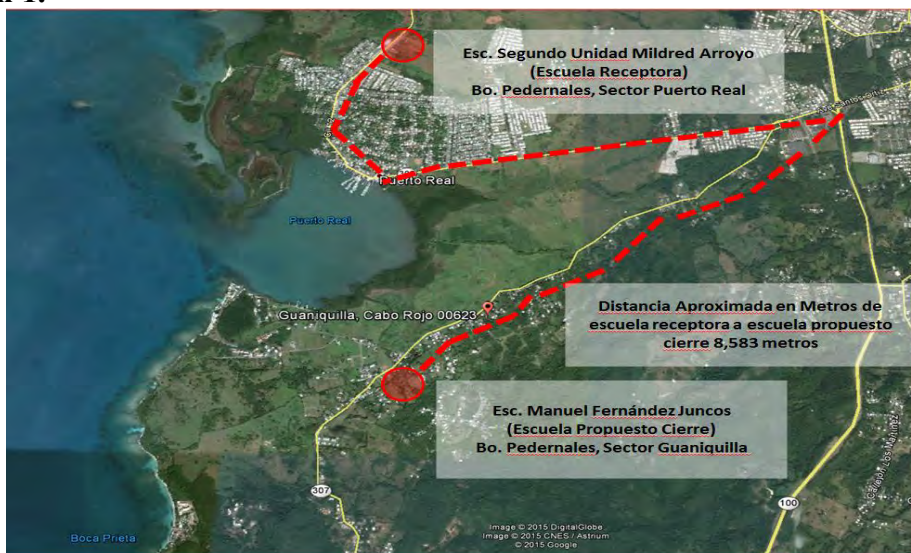 Esc. Segundo Unidad Mildred Arroyo
(Escuela Receptora)
Bo. Pedernales, Sector Puerto Real
Puerto Real
Puerto Real
Guaniquilla, Cabo Rojo 00623
Distancia Aproximada en Metros de
escuela receptora a escuela propuesto
cierre 8,583 metros
Esc. Manuel Fernández Juncos
(Escuela Propuesto Cierre)
Bo. Pedernales, Sector Guaniquilla
307
100
Callejon Los Martinez
Boca Prieta
Image © 2015 DigitalGlobe
Image © 2015 CNES / Astrium
© 2015 Google